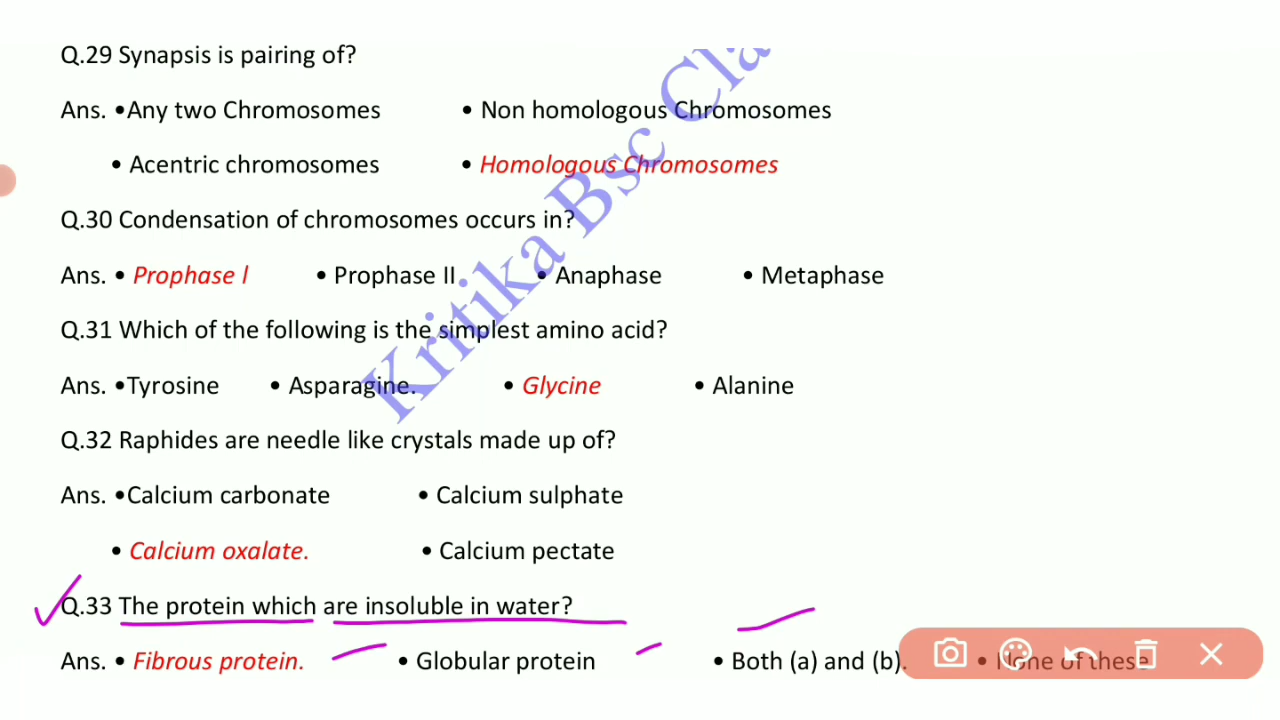 Q.29 Synapsis is pairing of?
Ans. •Any two Chromosomes • Non homologous Chromosomes
• Acentric chromosomes • Homologous Chromosomes
Q.30 Condensation of chromosomes occurs in?
Ans. • Prophase l • Prophase II • Anaphase • Metaphase
Q.31 Which of the following is the simplest amino acid?
Ans. •Tyrosine • Asparagine. • Glycine • Alanine
Q.32 Raphides are needle like crystals made up of?
Ans. •Calcium carbonate • Calcium sulphate
• Calcium oxalate. • Calcium pectate
Q.33 The protein which are insoluble in water?
Ans. • Fibrous protein. • Globular protein • Both (a) and (b). • None of these
Kritika Bsc Cla